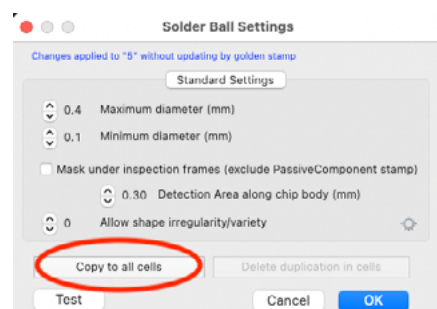 Solder Ball Settings
Changes applied to "5" without updating by golden stamp
Standard Settings
0.4 Maximum diameter (mm)
0.1 Minimum diameter (mm)
Mask under inspection frames (exclude PassiveComponent stamp)
0.30 Detection Area along chip body (mm)
0 Allow shape irregularity/variety
Copy to all cells Delete duplication in cells
Test Cancel OK